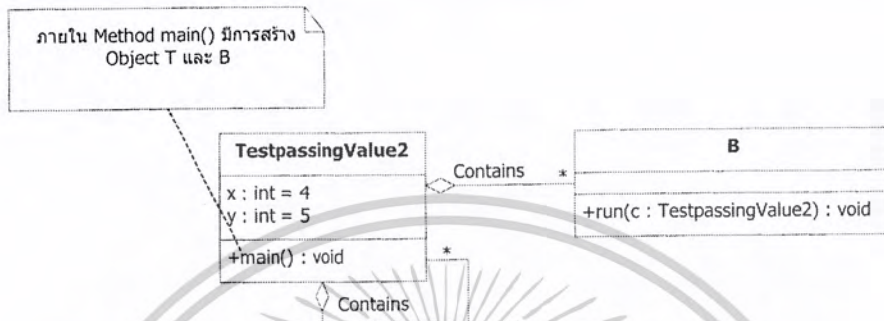 ภายใน Method main() มีการสร้าง
Object T และ B
TestpassingValue2
x : int = 4
y : int = 5
+main() : void
Contains
*
B
+run(c : TestpassingValue2) : void
*
Contains